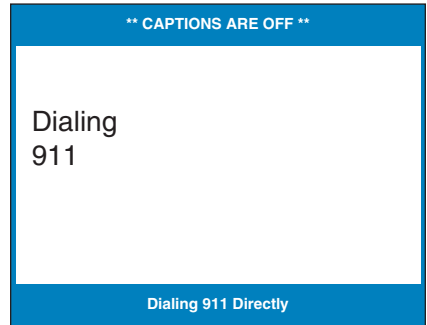 ** CAPTIONS ARE OFF **
Dialing
911
Dialing 911 Directly